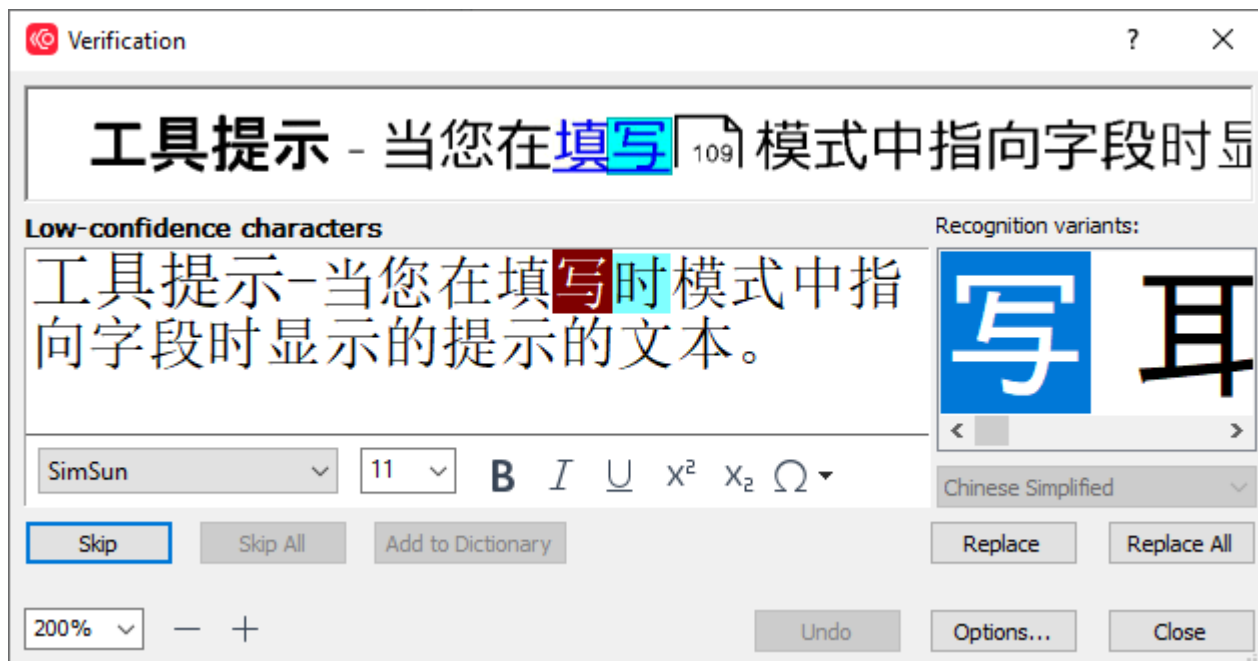 Verification
工具提示 - 当您在填写 109 模式中指向字段时显
Low-confidence characters
Recognition variants:
工具提示-当您在填写时模式中指
向字段时显示的提示的文本。
写 耳
SimSun 11 B I U X² X₂ Ω
Chinese Simplified
Skip Skip All Add to Dictionary Replace Replace All
200% Undo Options... Close